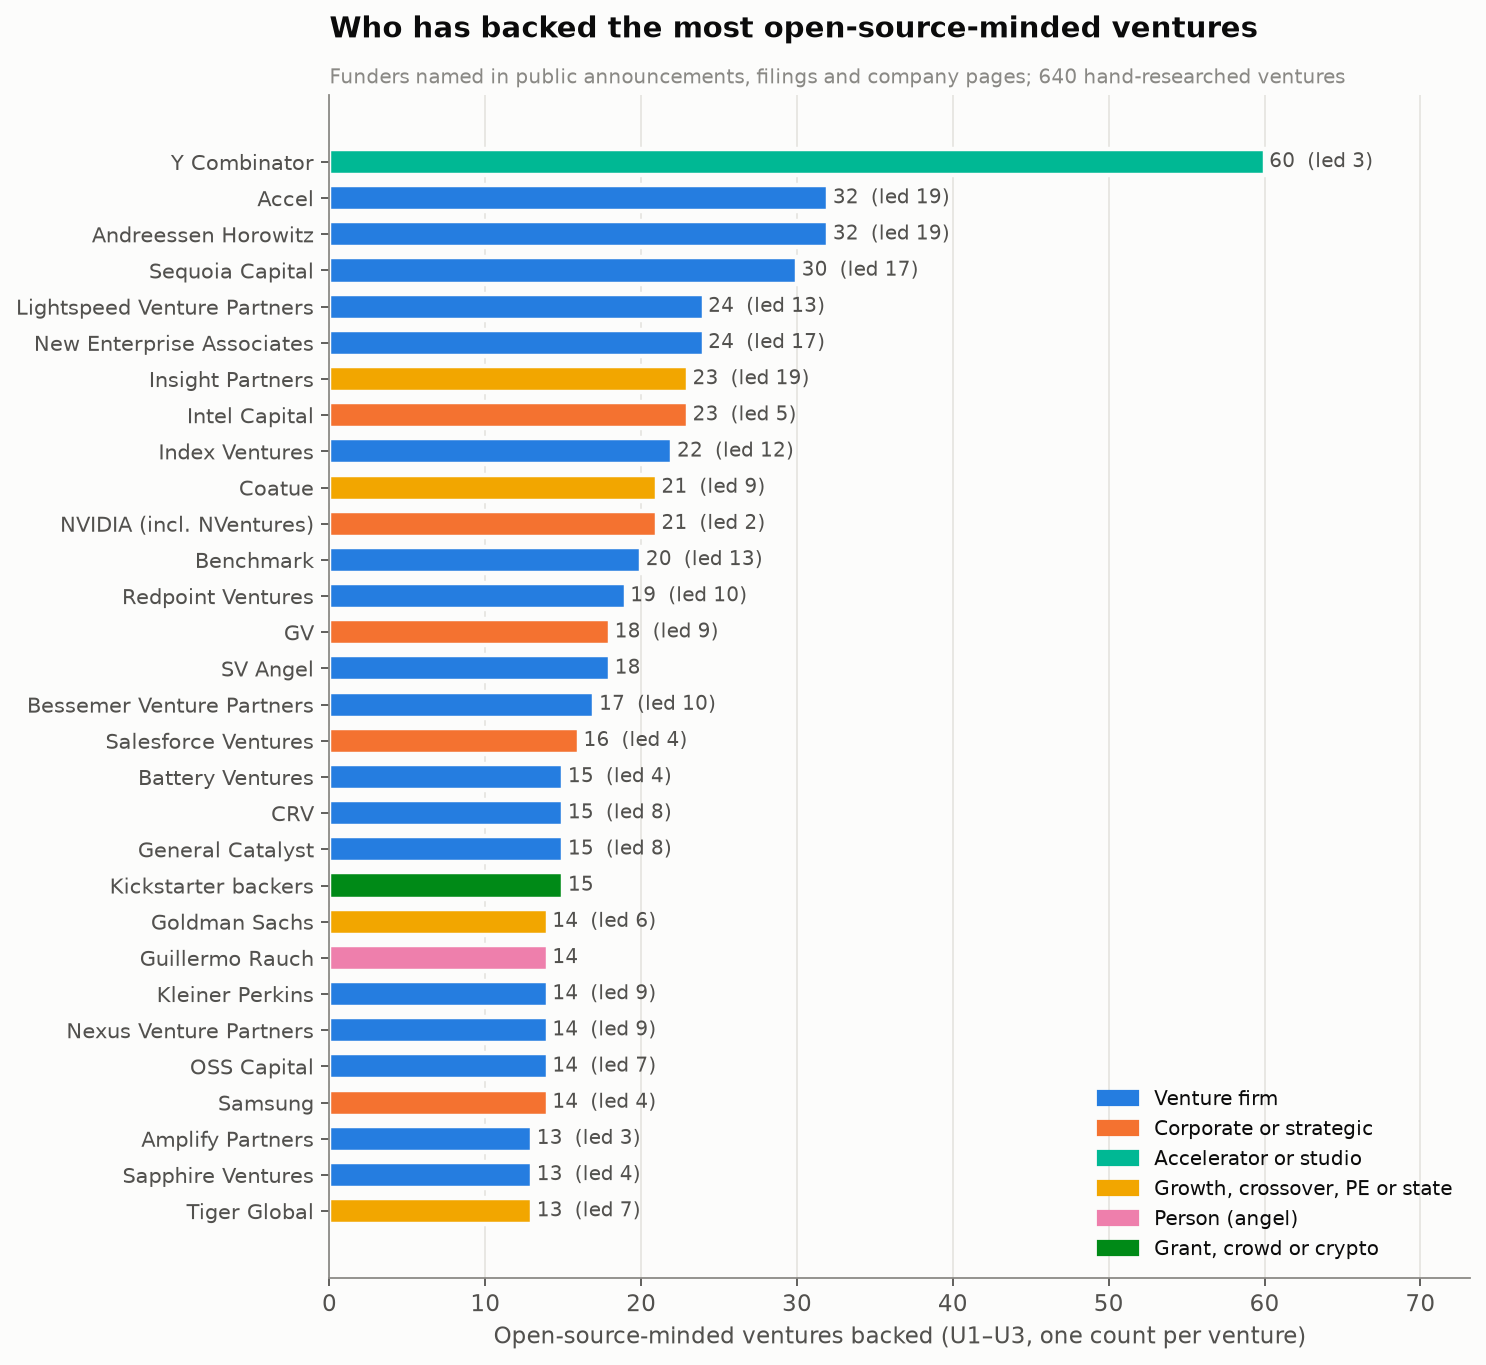 Who has backed the most open-source-minded ventures
Funders named in public announcements, filings and company pages; 640 hand-researched ventures
Y Combinator 60 (led 3)
Accel 32 (led 19)
Andreessen Horowitz 32 (led 19)
Sequoia Capital 30 (led 17)
Lightspeed Venture Partners 24 (led 13)
New Enterprise Associates 24 (led 17)
Insight Partners 23 (led 19)
Intel Capital 23 (led 5)
Index Ventures 22 (led 12)
Coatue 21 (led 9)
NVIDIA (incl. NVentures) 21 (led 2)
Benchmark 20 (led 13)
Redpoint Ventures 19 (led 10)
GV 18 (led 9)
SV Angel 18
Bessemer Venture Partners 17 (led 10)
Salesforce Ventures 16 (led 4)
Battery Ventures 15 (led 4)
CRV 15 (led 8)
General Catalyst 15 (led 8)
Kickstarter backers 15
Goldman Sachs 14 (led 6)
Guillermo Rauch 14
Kleiner Perkins 14 (led 9)
Nexus Venture Partners 14 (led 9)
OSS Capital 14 (led 7)
Samsung 14 (led 4)
Amplify Partners 13 (led 3)
Sapphire Ventures 13 (led 4)
Tiger Global 13 (led 7)
Venture firm
Corporate or strategic
Accelerator or studio
Growth, crossover, PE or state
Person (angel)
Grant, crowd or crypto
0 10 20 30 40 50 60 70
Open-source-minded ventures backed (U1–U3, one count per venture)